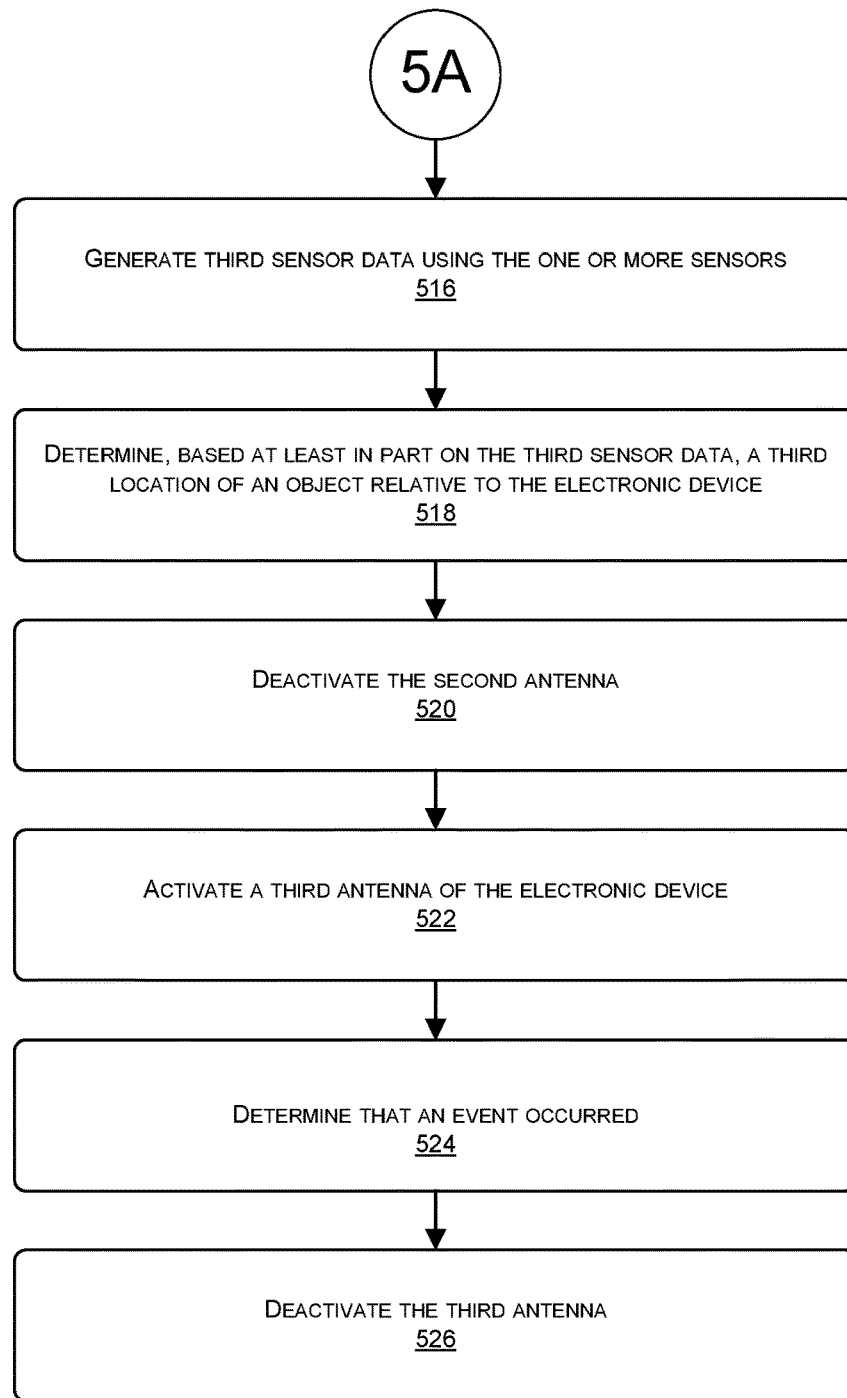 5A
GENERATE THIRD SENSOR DATA USING THE ONE OR MORE SENSORS
516
DETERMINE, BASED AT LEAST IN PART ON THE THIRD SENSOR DATA, A THIRD
LOCATION OF AN OBJECT RELATIVE TO THE ELECTRONIC DEVICE
518
DEACTIVATE THE SECOND ANTENNA
520
ACTIVATE A THIRD ANTENNA OF THE ELECTRONIC DEVICE
522
DETERMINE THAT AN EVENT OCCURRED
524
DEACTIVATE THE THIRD ANTENNA
526